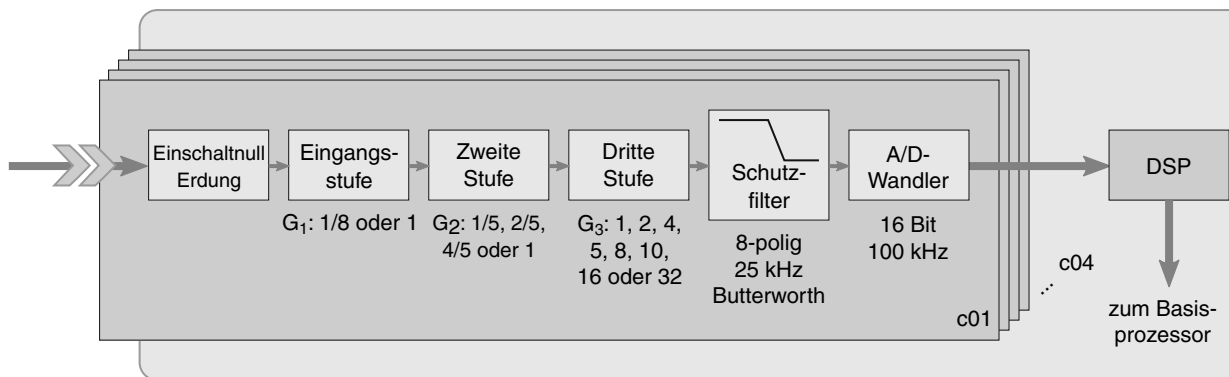 Einschaltnull
Erdung
Eingangs-
stufe
G1: 1/8 oder 1
Zweite
Stufe
G2: 1/5, 2/5,
4/5 oder 1
Dritte
Stufe
G3: 1, 2, 4,
5, 8, 10,
16 oder 32
Schutz-
filter
8-polig
25 kHz
Butterworth
A/D-
Wandler
16 Bit
100 kHz
c01
...
c04
DSP
zum Basis-
prozessor